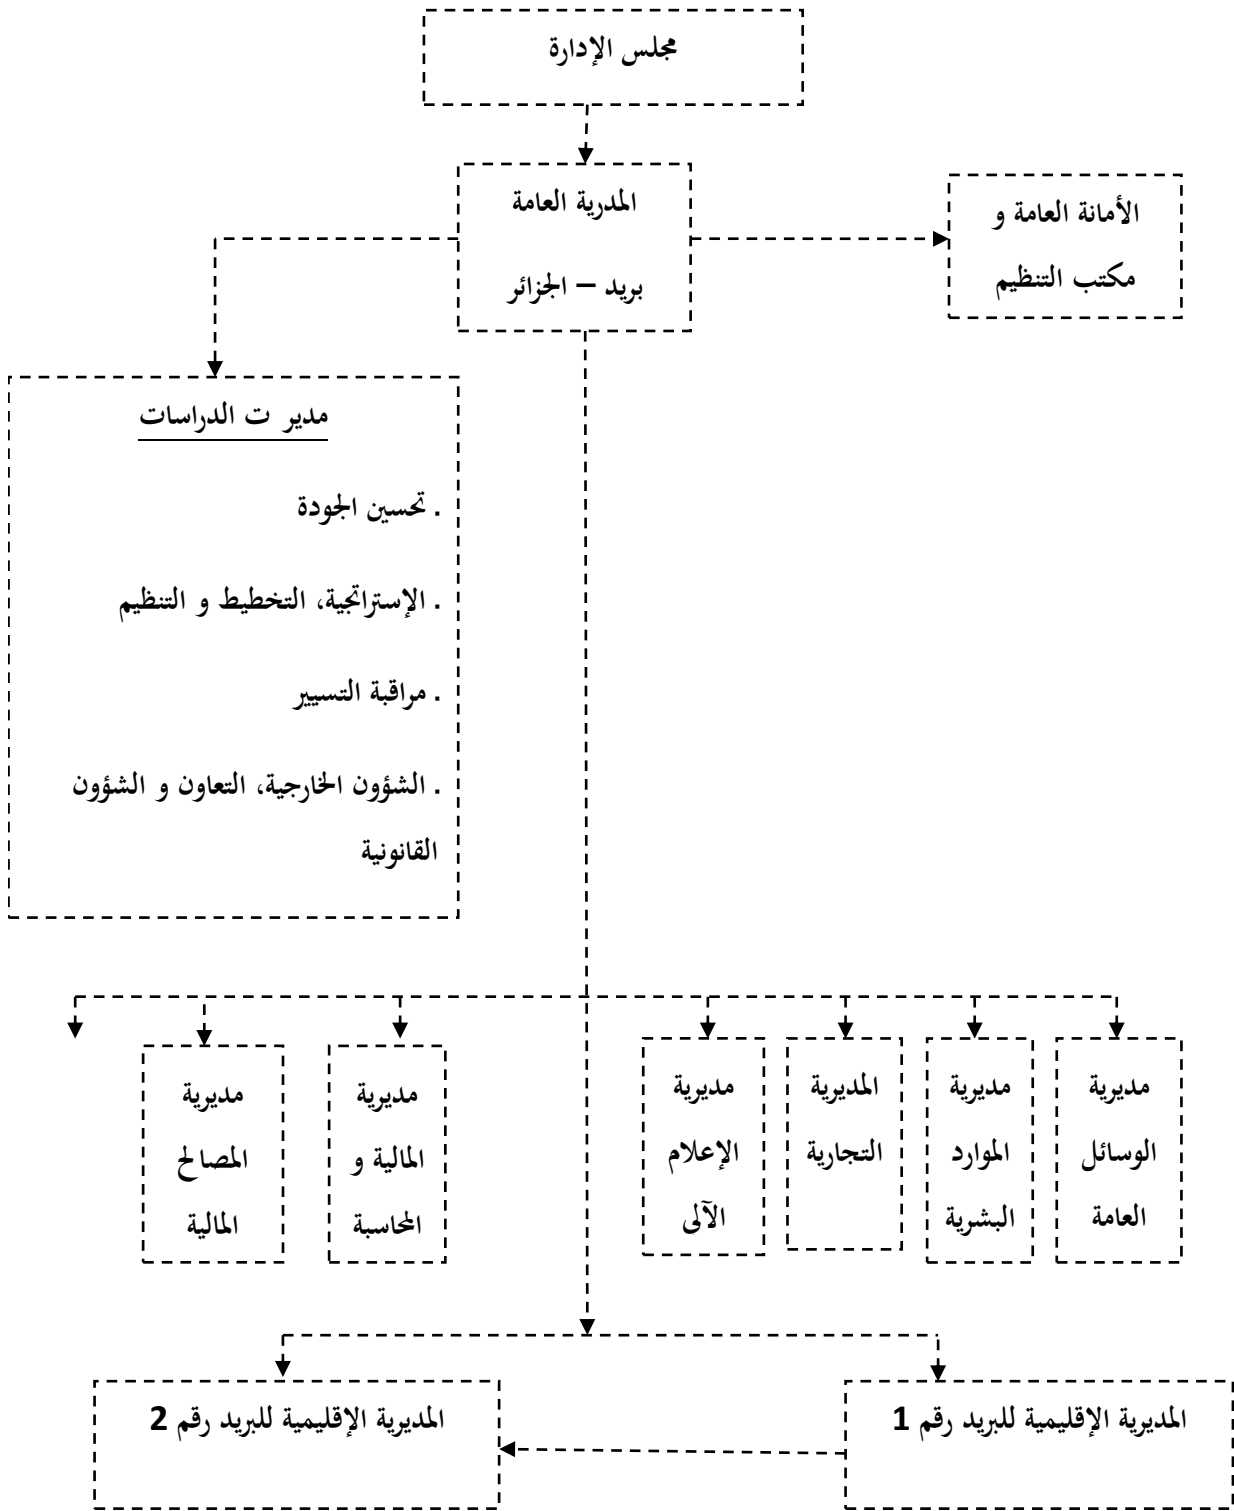 مجلس الإدارة
المدرية العامة
بريد – الجزائر
الأمانة العامة و
مكتب التنظيم
مدير ت الدراسات
. تحسين الجودة
. الإستراتجية، التخطيط و التنظيم
. مراقبة التسيير
. الشؤون الخارجية، التعاون و الشؤون
القانونية
مديرية
الوسائل
العامة
مديرية
الموارد
البشرية
المديرية
التجارية
مديرية
الإعلام
الآلى
مديرية
المالية و
المحاسبة
مديرية
المصالح
المالية
المديرية الإقليمية للبريد رقم 1
المديرية الإقليمية للبريد رقم 2